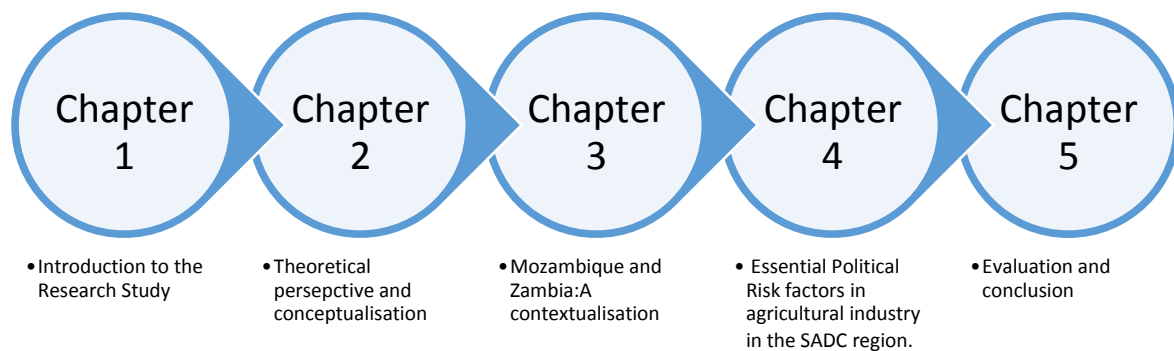 Chapter
1
Chapter
2
Chapter
3
Chapter
4
Chapter
5
•Introduction to the
Research Study
•Theoretical
persepctive and
conceptualisation
•Mozambique and
Zambia:A
contextualisation
• Essential Political
Risk factors in
agricultural industry
in the SADC region.
•Evaluation and
conclusion